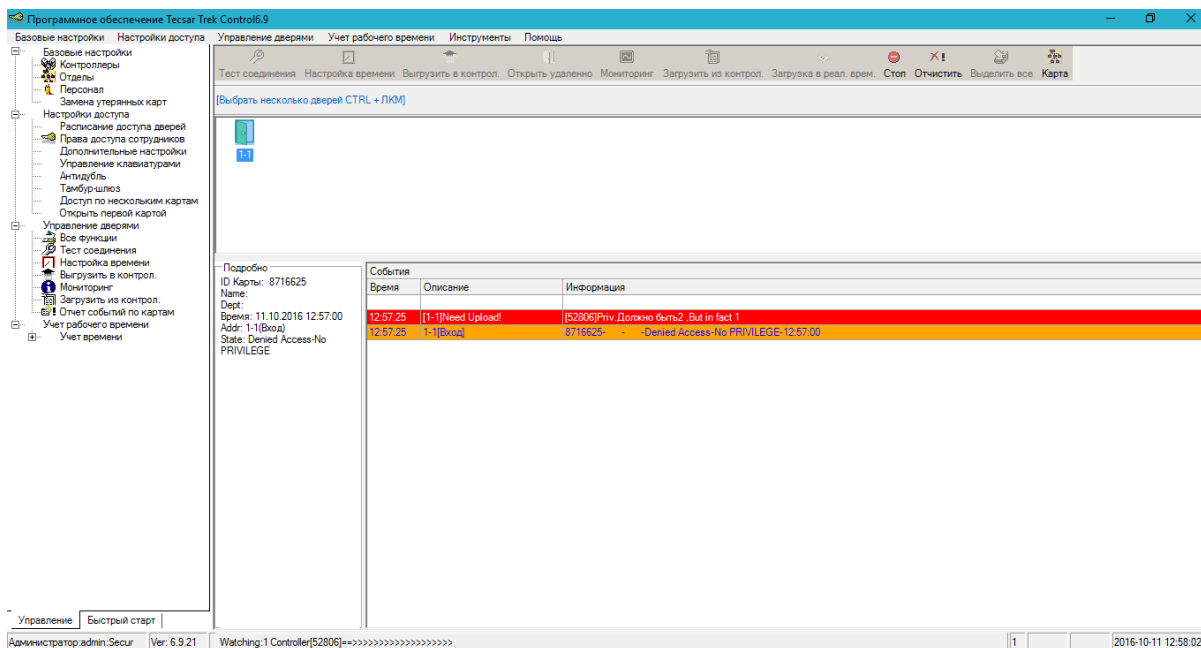 Программное обеспечение Tecsar Trek Control6.9
Базовые настройки Настройки доступа Управление дверями Учет рабочего времени Инструменты Помощь
Базовые настройки
Контроллеры
Отделы
Персонал
Замена утерянных карт
Настройки доступа
Расписание доступа дверей
Права доступа сотрудников
Дополнительные настройки
Управление клавиатурами
Антидубль
Тамбур-шлюз
Доступ по нескольким картам
Открыть первой картой
Управление дверями
Все функции
Тест соединения
Настройка времени
Выгрузить в контрол.
Мониторинг
Загрузить из контрол.
Отчет событий по картам
Учет рабочего времени
Учет времени
Управление Быстрый старт
Тест соединения Настройка времени Выгрузить в контрол. Открыть удаленно Мониторинг Загрузить из контрол. Загрузка в реал. врем. Стоп Отчистить Выделить все Карта
[Выбрать несколько дверей CTRL + ЛКМ]
1-1
Подробно
ID Карты: 8716625
Name:
Dept:
Время: 11.10.2016 12:57:00
Addr: 1-1(Вход)
State: Denied Access-No
PRIVILEGE
События
Время Описание Информация
12:57:25 [1-1]Need Upload! [52806]Priv.Должно быть2 ,But in fact 1
12:57:25 1-1[Вход] 8716625- - -Denied Access-No PRIVILEGE-12:57:00
Администратор:admin:Secur Ver: 6.9.21 Watching:1 Controller[52806]==>>>>>>>>>>>>>>>>>>> 1 2016-10-11 12:58:02